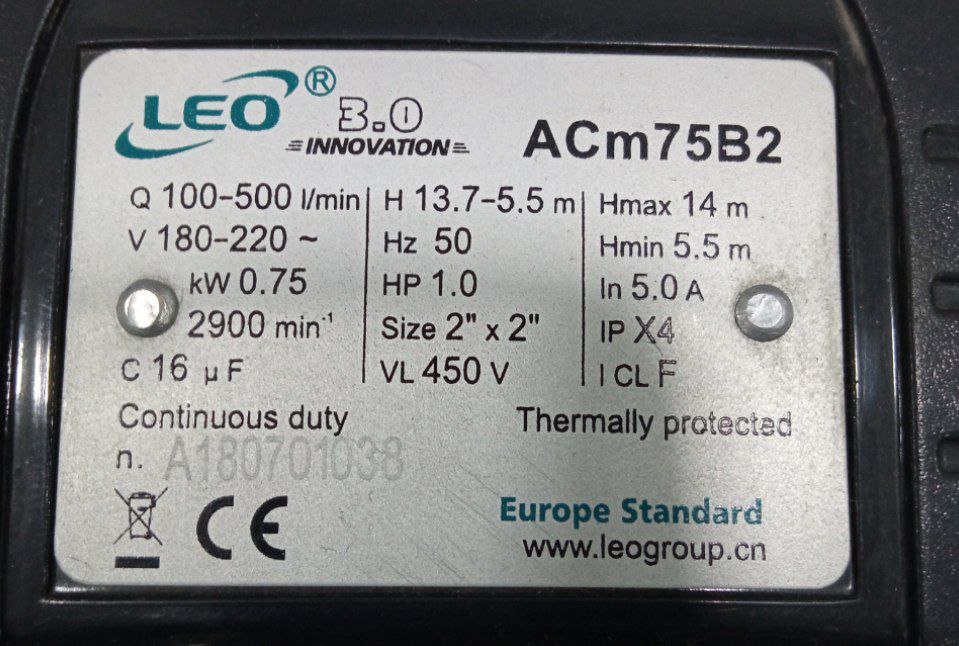 LEO® 3.0
INNOVATION
ACm75B2
Q 100-500 l/min
V 180-220 ~
kW 0.75
2900 min⁻¹
C 16 µF
H 13.7-5.5 m
Hz 50
HP 1.0
Size 2" x 2"
VL 450 V
Hmax 14 m
Hmin 5.5 m
In 5.0 A
IP X4
I CL F
Continuous duty
Thermally protected
n. A180701038
CE
Europe Standard
www.leogroup.cn